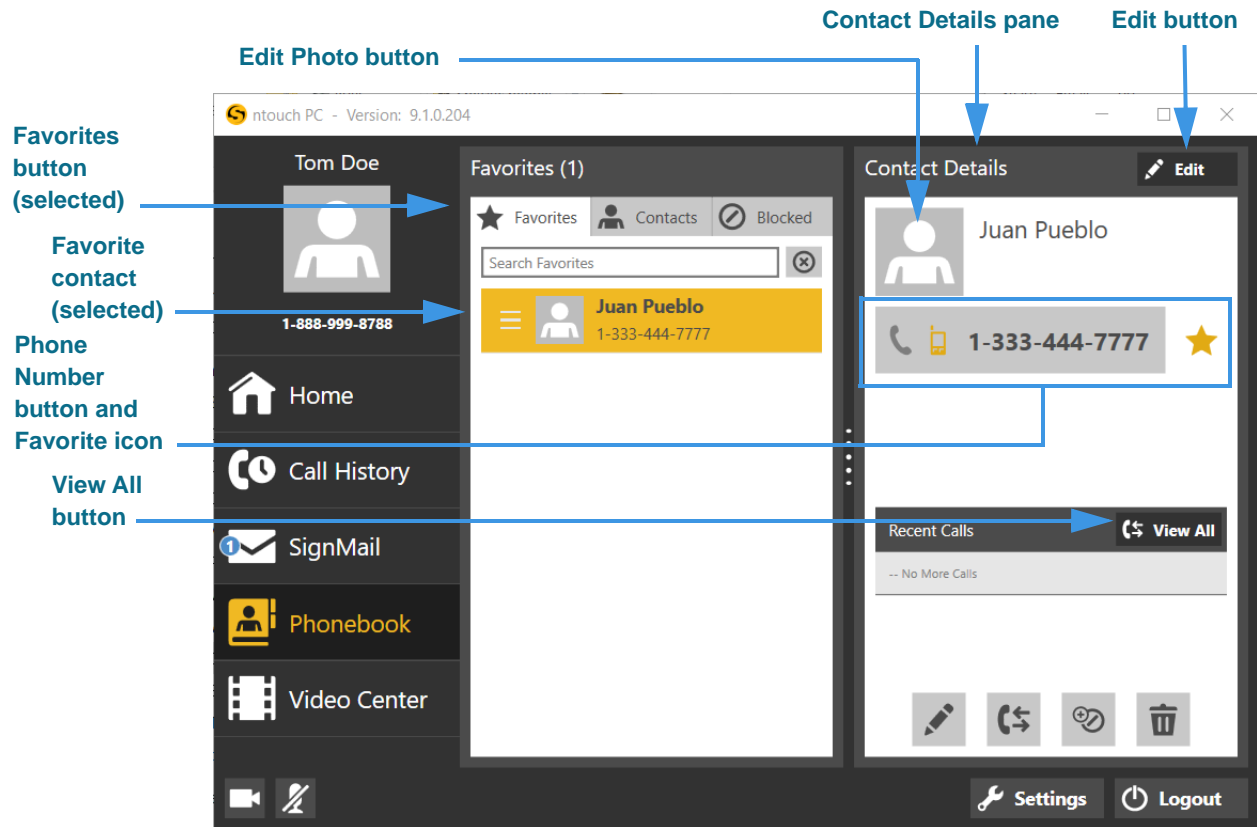 Contact Details pane
Edit button
Edit Photo button
ntouch PC - Version: 9.1.0.204
Favorites
button
(selected)
Favorite
contact
(selected)
Phone
Number
button and
Favorite icon
View All
button
Tom Doe
1-888-999-8788
Home
Call History
1
SignMail
Phonebook
Video Center
Favorites (1)
Favorites
Contacts
Blocked
Search Favorites
Juan Pueblo
1-333-444-7777
Contact Details
Edit
Juan Pueblo
1-333-444-7777
Recent Calls
View All
-- No More Calls
Settings
Logout